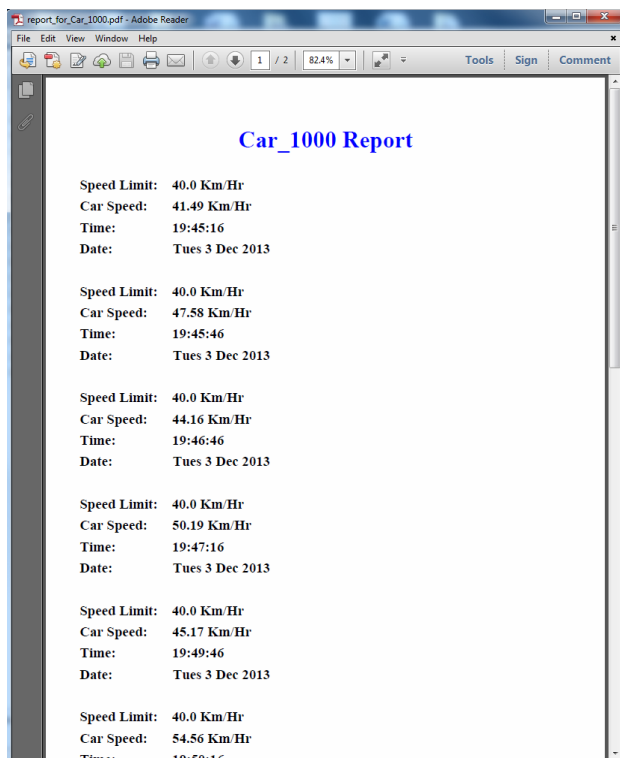 report_for_Car_1000.pdf - Adobe Reader
File Edit View Window Help
1 / 2 82.4% Tools Sign Comment
Car_1000 Report
Speed Limit: 40.0 Km/Hr
Car Speed: 41.49 Km/Hr
Time: 19:45:16
Date: Tues 3 Dec 2013
Speed Limit: 40.0 Km/Hr
Car Speed: 47.58 Km/Hr
Time: 19:45:46
Date: Tues 3 Dec 2013
Speed Limit: 40.0 Km/Hr
Car Speed: 44.16 Km/Hr
Time: 19:46:46
Date: Tues 3 Dec 2013
Speed Limit: 40.0 Km/Hr
Car Speed: 50.19 Km/Hr
Time: 19:47:16
Date: Tues 3 Dec 2013
Speed Limit: 40.0 Km/Hr
Car Speed: 45.17 Km/Hr
Time: 19:49:46
Date: Tues 3 Dec 2013
Speed Limit: 40.0 Km/Hr
Car Speed: 54.56 Km/Hr